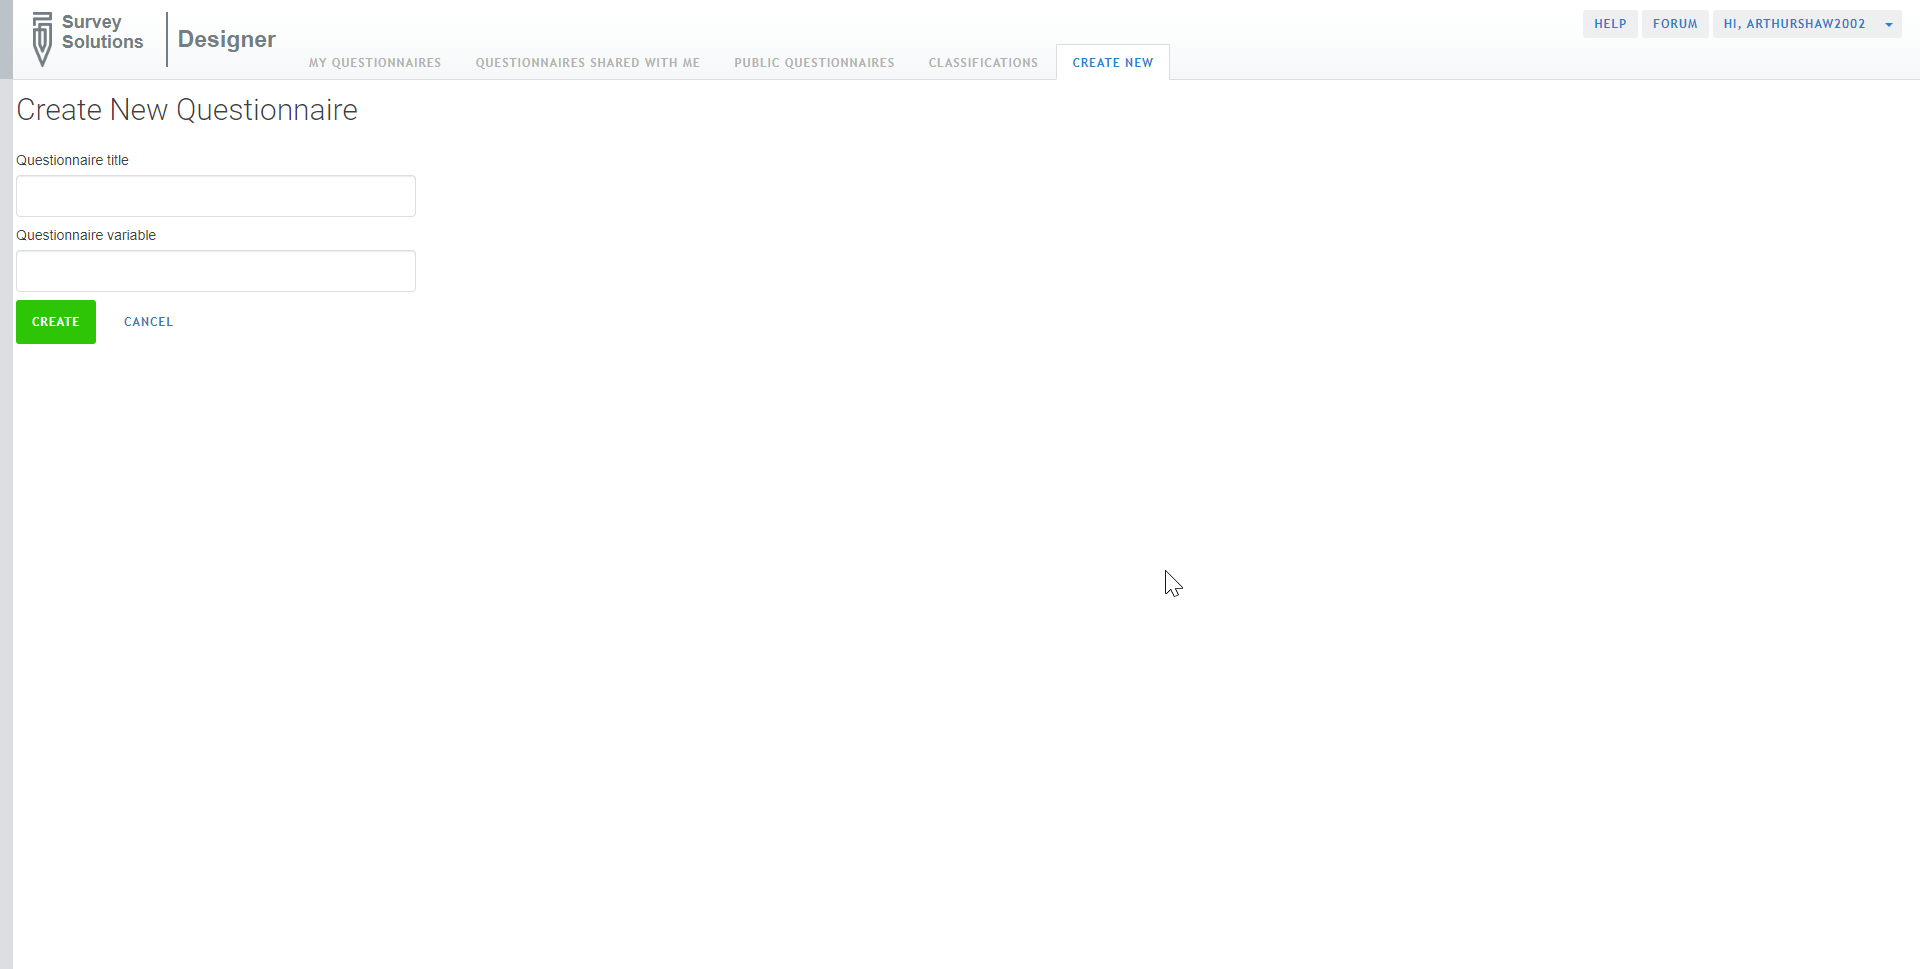 Survey
Solutions
Designer
MY QUESTIONNAIRES
QUESTIONNAIRES SHARED WITH ME
PUBLIC QUESTIONNAIRES
CLASSIFICATIONS
CREATE NEW
HELP
FORUM
HI, ARTHURSHAW2002
Create New Questionnaire
Questionnaire title
Questionnaire variable
CREATE
CANCEL